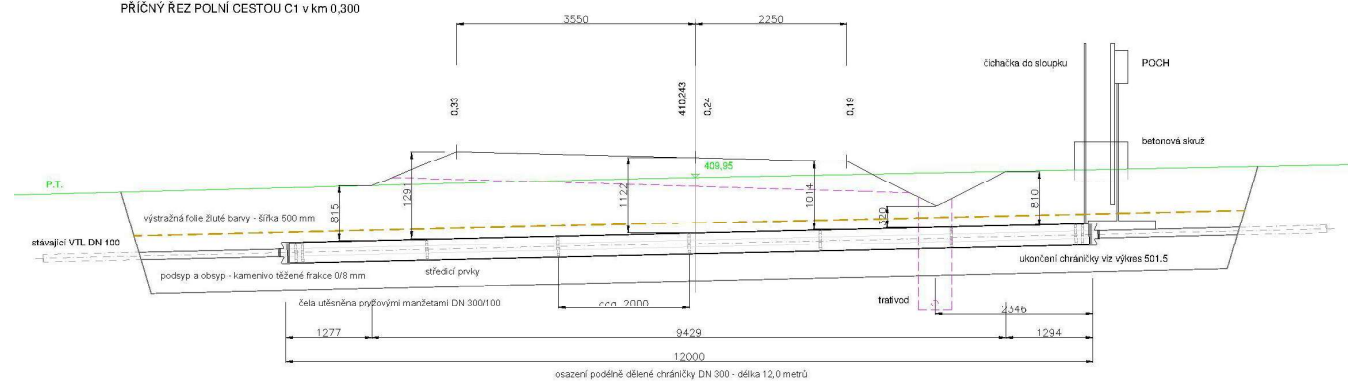 PŘÍČNÝ ŘEZ POLNÍ CESTOU C1 v km 0,300
3550
2250
čichačka do sloupku
POCH
0,33
410,243
0,24
0,19
betonová skruž
409,95
P.T.
815
1291
1122
1014
810
výstražná folie žluté barvy - šířka 500 mm
stávající VTL DN 100
středicí prvky
ukončení chráničky viz výkres 501.5
podsyp a obsyp - kamenivo těžené frakce 0/8 mm
čela utěsněna pryžovými manžetami DN 300/100
cca 2000
trativod
2346
1277
9429
1294
12000
osazení podélně dělené chráničky DN 300 - délka 12,0 metrů